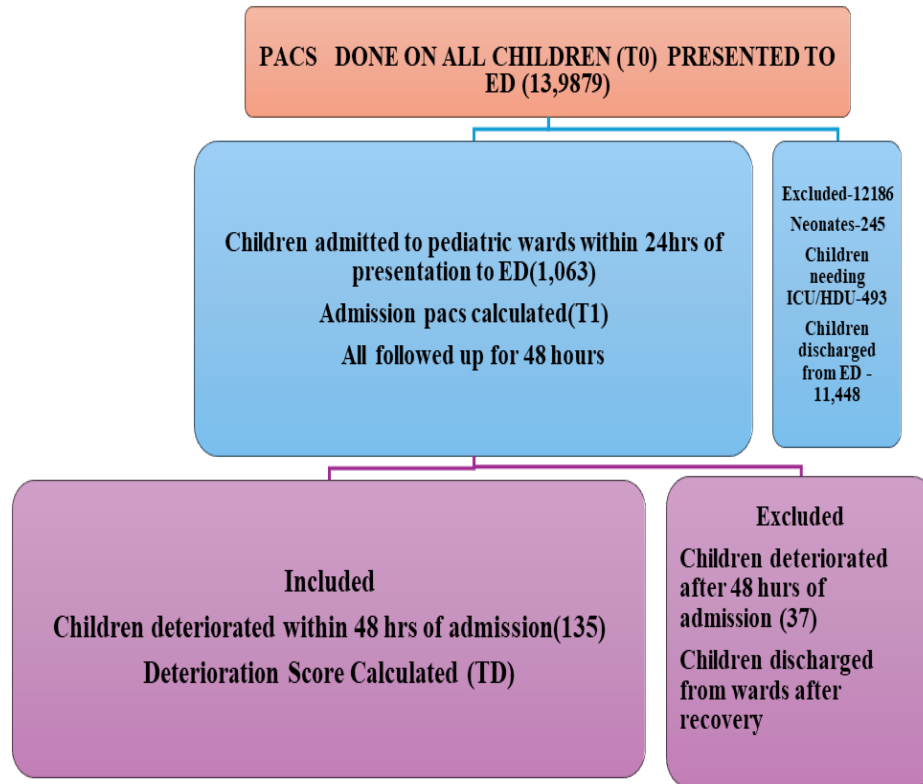 PACS DONE ON ALL CHILDREN (T0) PRESENTED TO
ED (13,9879)
Children admitted to pediatric wards within 24hrs of
presentation to ED(1,063)
Admission pacs calculated(T1)
All followed up for 48 hours
Excluded-12186
Neonates-245
Children
needing
ICU/HDU-493
Children
discharged
from ED -
11,448
Included
Children deteriorated within 48 hrs of admission(135)
Deterioration Score Calculated (TD)
Excluded
Children deteriorated
after 48 hurs of
admission (37)
Children discharged
from wards after
recovery